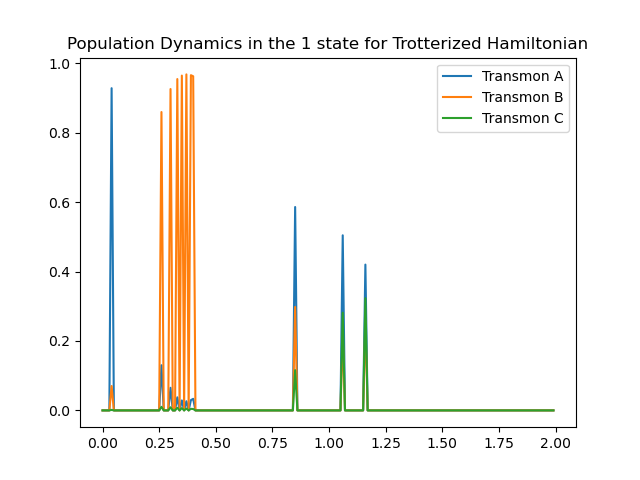 Population Dynamics in the 1 state for Trotterized Hamiltonian
1.0
0.8
0.6
0.4
0.2
0.0
Transmon A
Transmon B
Transmon C
0.00 0.25 0.50 0.75 1.00 1.25 1.50 1.75 2.00